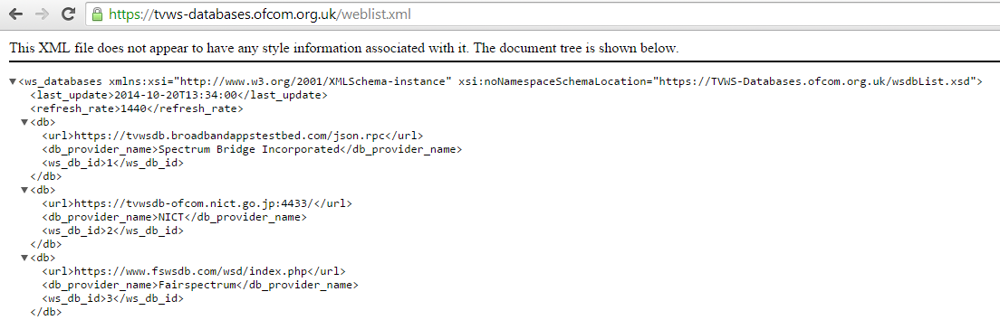 https://tvws-databases.ofcom.org.uk/weblist.xml
This XML file does not appear to have any style information associated with it. The document tree is shown below.
▼<ws_databases xmlns:xsi="http://www.w3.org/2001/XMLSchema-instance" xsi:noNamespaceSchemaLocation="https://TVWS-Databases.ofcom.org.uk/wsdbList.xsd">
<last_update>2014-10-20T13:34:00</last_update>
<refresh_rate>1440</refresh_rate>
▼<db>
<url>https://tvwsdb.broadbandappstestbed.com/json.rpc</url>
<db_provider_name>Spectrum Bridge Incorporated</db_provider_name>
<ws_db_id>1</ws_db_id>
</db>
▼<db>
<url>https://tvwsdb-ofcom.nict.go.jp:4433/</url>
<db_provider_name>NICT</db_provider_name>
<ws_db_id>2</ws_db_id>
</db>
▼<db>
<url>https://www.fswsdb.com/wsd/index.php</url>
<db_provider_name>Fairspectrum</db_provider_name>
<ws_db_id>3</ws_db_id>
</db>